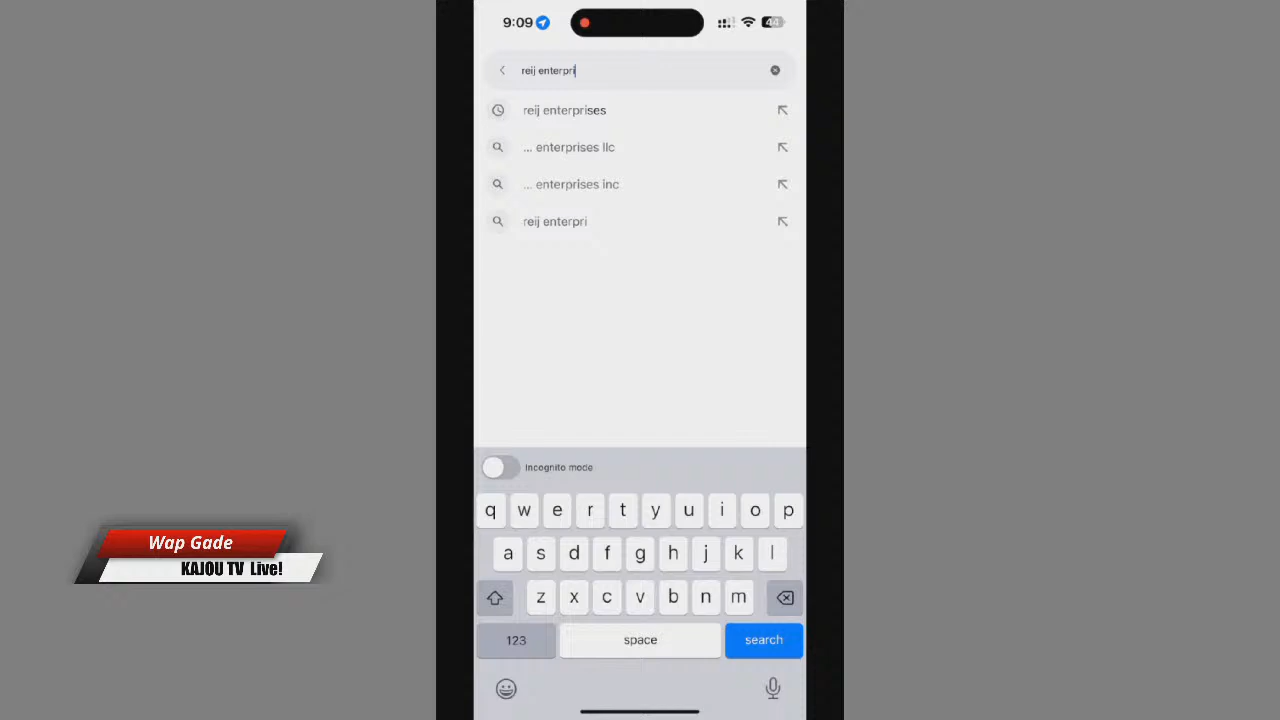 9:09
44
reij enterpri
reij enterprises
... enterprises llc
... enterprises inc
reij enterpri
Incognito mode
q w e r t y u i o p
a s d f g h j k l
z x c v b n m
123 space search
Wap Gade
KAJOU TV Live!